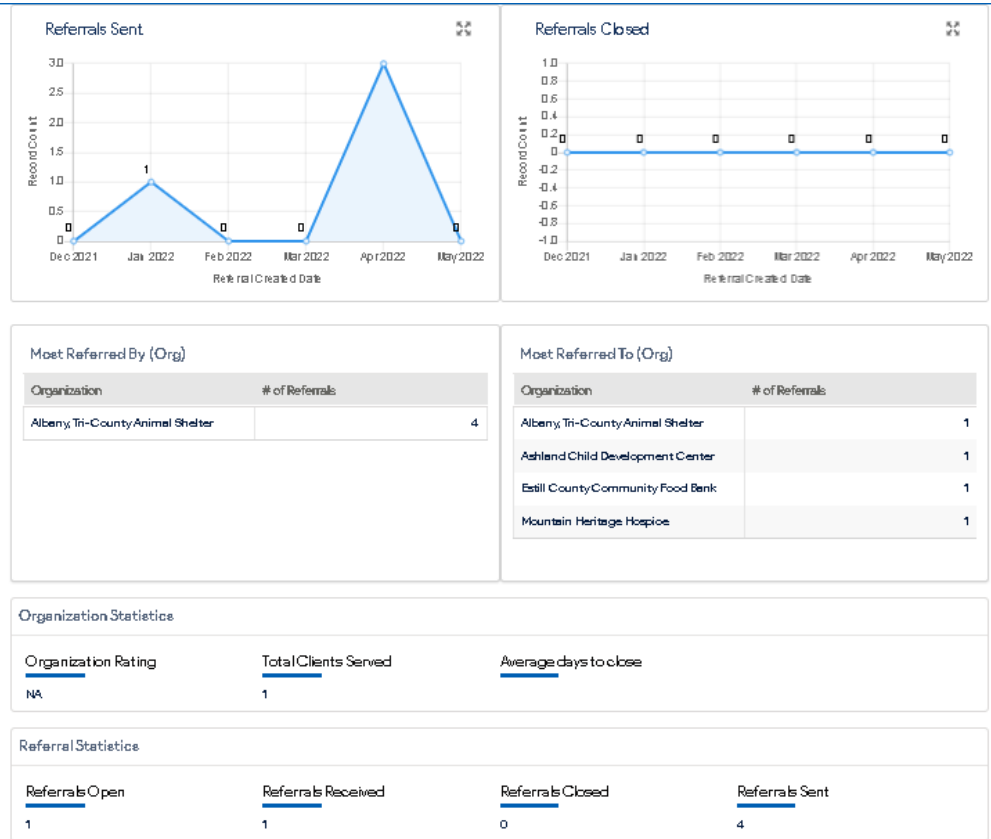 Referrals Sent
Referrals Closed
3.0
2.5
2.0
1.5
1.0
0.5
0
Record Count
0
1
0
0
0
Dec 2021 Jan 2022 Feb 2022 Mar 2022 Apr 2022 May 2022
Referral Created Date
1.0
0.8
0.6
0.4
0.2
0
-0.2
-0.4
-0.6
-0.8
-1.0
Record Count
0 0 0 0 0 0
Dec 2021 Jan 2022 Feb 2022 Mar 2022 Apr 2022 May 2022
Referral Created Date
Most Referred By (Org)
Organization # of Referrals
Albany, Tri-County Animal Shelter 4
Most Referred To (Org)
Organization # of Referrals
Albany, Tri-County Animal Shelter 1
Ashland Child Development Center 1
Estill County Community Food Bank 1
Mountain Heritage Hospice 1
Organization Statistics
Organization Rating Total Clients Served Average days to close
NA 1
Referral Statistics
Referrals Open Referrals Received Referrals Closed Referrals Sent
1 1 0 4